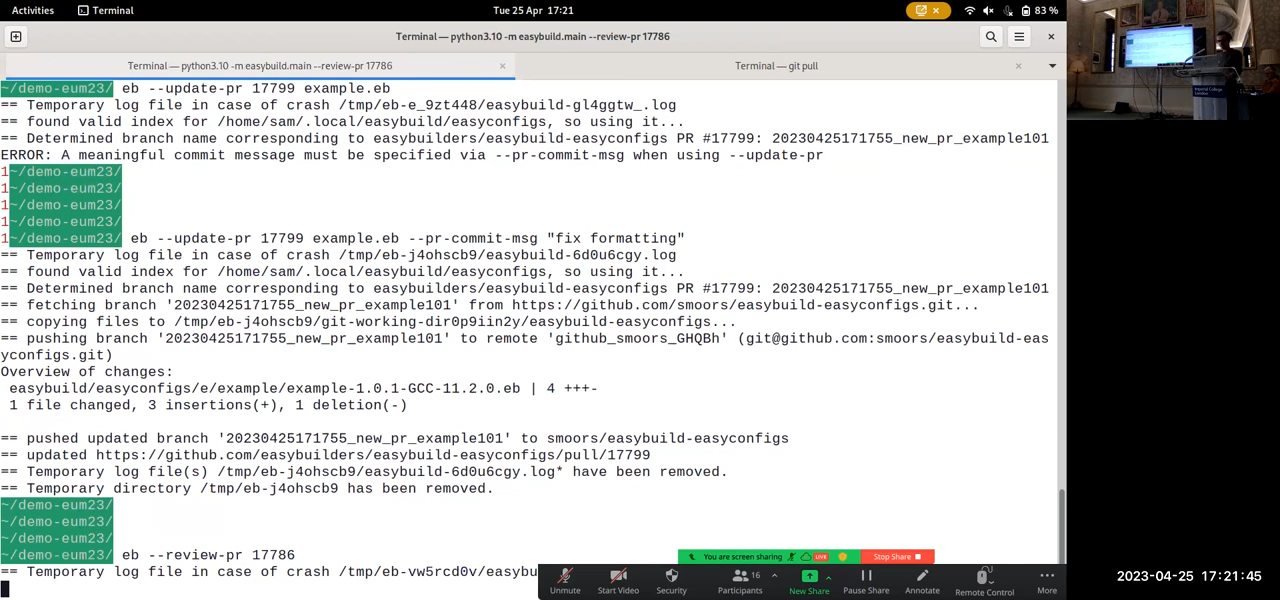 Activities
Terminal
Tue 25 Apr 17:21
83 %
Terminal — python3.10 -m easybuild.main --review-pr 17786
Terminal — python3.10 -m easybuild.main --review-pr 17786
Terminal — git pull
~/demo-eum23/ eb --update-pr 17799 example.eb
== Temporary log file in case of crash /tmp/eb-e_9zt448/easybuild-gl4ggtw_.log
== found valid index for /home/sam/.local/easybuild/easyconfigs, so using it...
== Determined branch name corresponding to easybuilders/easybuild-easyconfigs PR #17799: 20230425171755_new_pr_example101
ERROR: A meaningful commit message must be specified via --pr-commit-msg when using --update-pr
1~/demo-eum23/
1~/demo-eum23/
1~/demo-eum23/
1~/demo-eum23/
1~/demo-eum23/ eb --update-pr 17799 example.eb --pr-commit-msg "fix formatting"
== Temporary log file in case of crash /tmp/eb-j4ohscb9/easybuild-6d0u6cgy.log
== found valid index for /home/sam/.local/easybuild/easyconfigs, so using it...
== Determined branch name corresponding to easybuilders/easybuild-easyconfigs PR #17799: 20230425171755_new_pr_example101
== fetching branch '20230425171755_new_pr_example101' from https://github.com/smoors/easybuild-easyconfigs.git...
== copying files to /tmp/eb-j4ohscb9/git-working-dir0p9iin2y/easybuild-easyconfigs...
== pushing branch '20230425171755_new_pr_example101' to remote 'github_smoors_GHQBh' (git@github.com:smoors/easybuild-eas
yconfigs.git)
Overview of changes:
easybuild/easyconfigs/e/example/example-1.0.1-GCC-11.2.0.eb | 4 +++-
1 file changed, 3 insertions(+), 1 deletion(-)
== pushed updated branch '20230425171755_new_pr_example101' to smoors/easybuild-easyconfigs
== updated https://github.com/easybuilders/easybuild-easyconfigs/pull/17799
== Temporary log file(s) /tmp/eb-j4ohscb9/easybuild-6d0u6cgy.log* have been removed.
== Temporary directory /tmp/eb-j4ohscb9 has been removed.
~/demo-eum23/
~/demo-eum23/
~/demo-eum23/
~/demo-eum23/ eb --review-pr 17786
== Temporary log file in case of crash /tmp/eb-vw5rcd0v/easybu
You are screen sharing
LIVE
Stop Share
16
Unmute
Start Video
Security
Participants
New Share
Pause Share
Annotate
Remote Control
More
Imperial College
London
2023-04-25 17:21:45